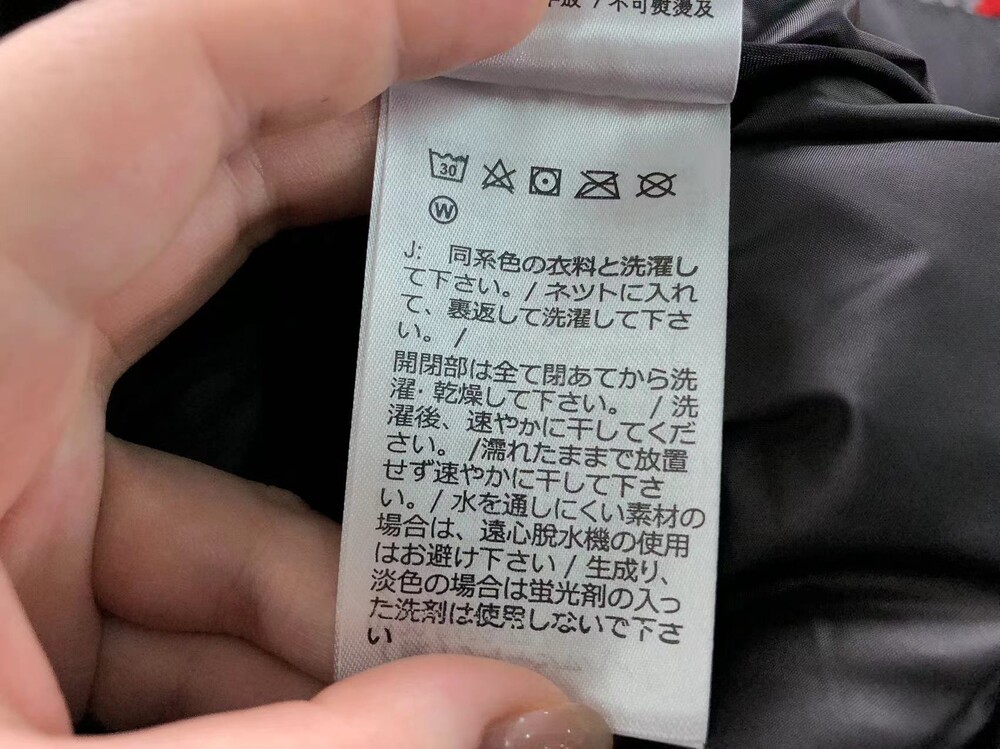 / 不可熨燙及
30
W
J: 同系色の衣料と洗濯し
て下さい。/ ネツトに入れ
て、裏返して洗濯して下さ
い。 /
開閉部は全て閉あてから洗
濯・乾燥して下さい。 / 洗
濯後、速やかに干してくだ
さい。 /濡れたままで放置
せず速やかに干して下さ
い。/ 水を通しにくい素材の
場合は、遠心脱水機の使用
はお避け下さい / 生成り、
淡色の場合は蛍光剤の入っ
た洗剤は使用しないで下さ
い